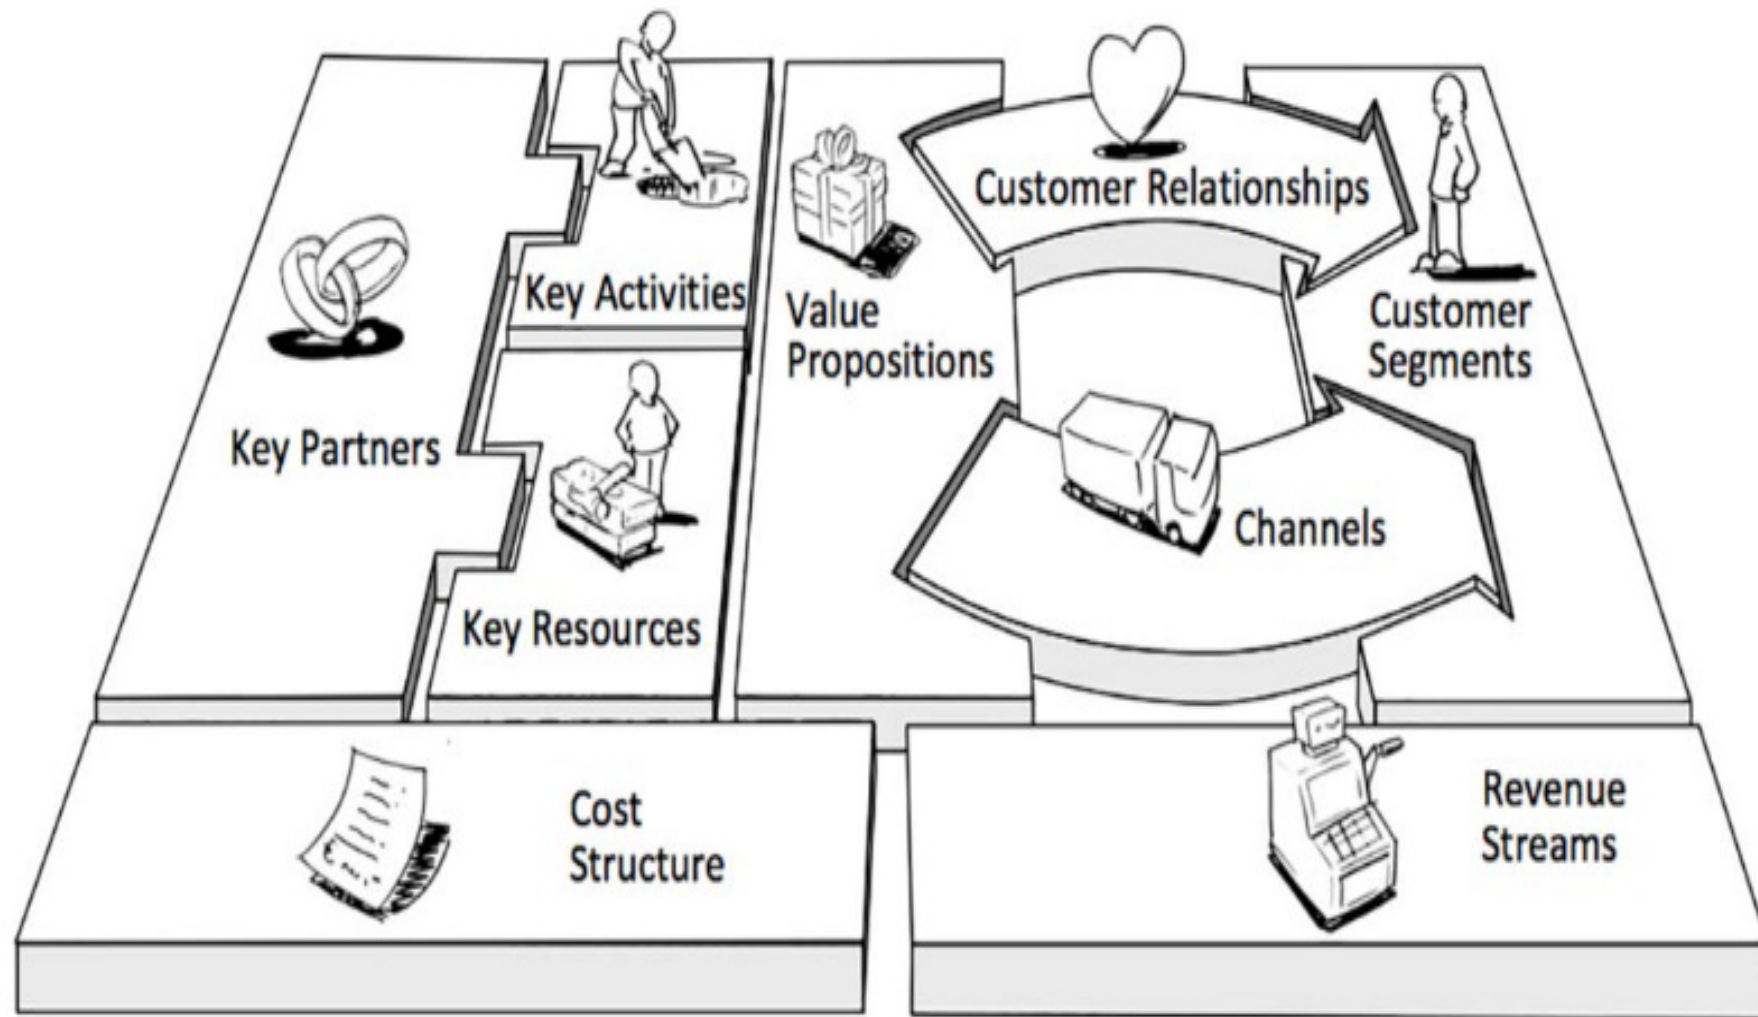 Customer Relationships
Key Activities
Value
Propositions
Customer
Segments
Key Partners
Channels
Key Resources
Cost
Structure
Revenue
Streams